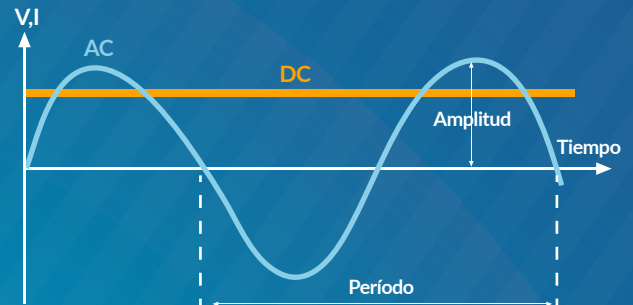 V,I
AC
DC
Amplitud
Tiempo
Período